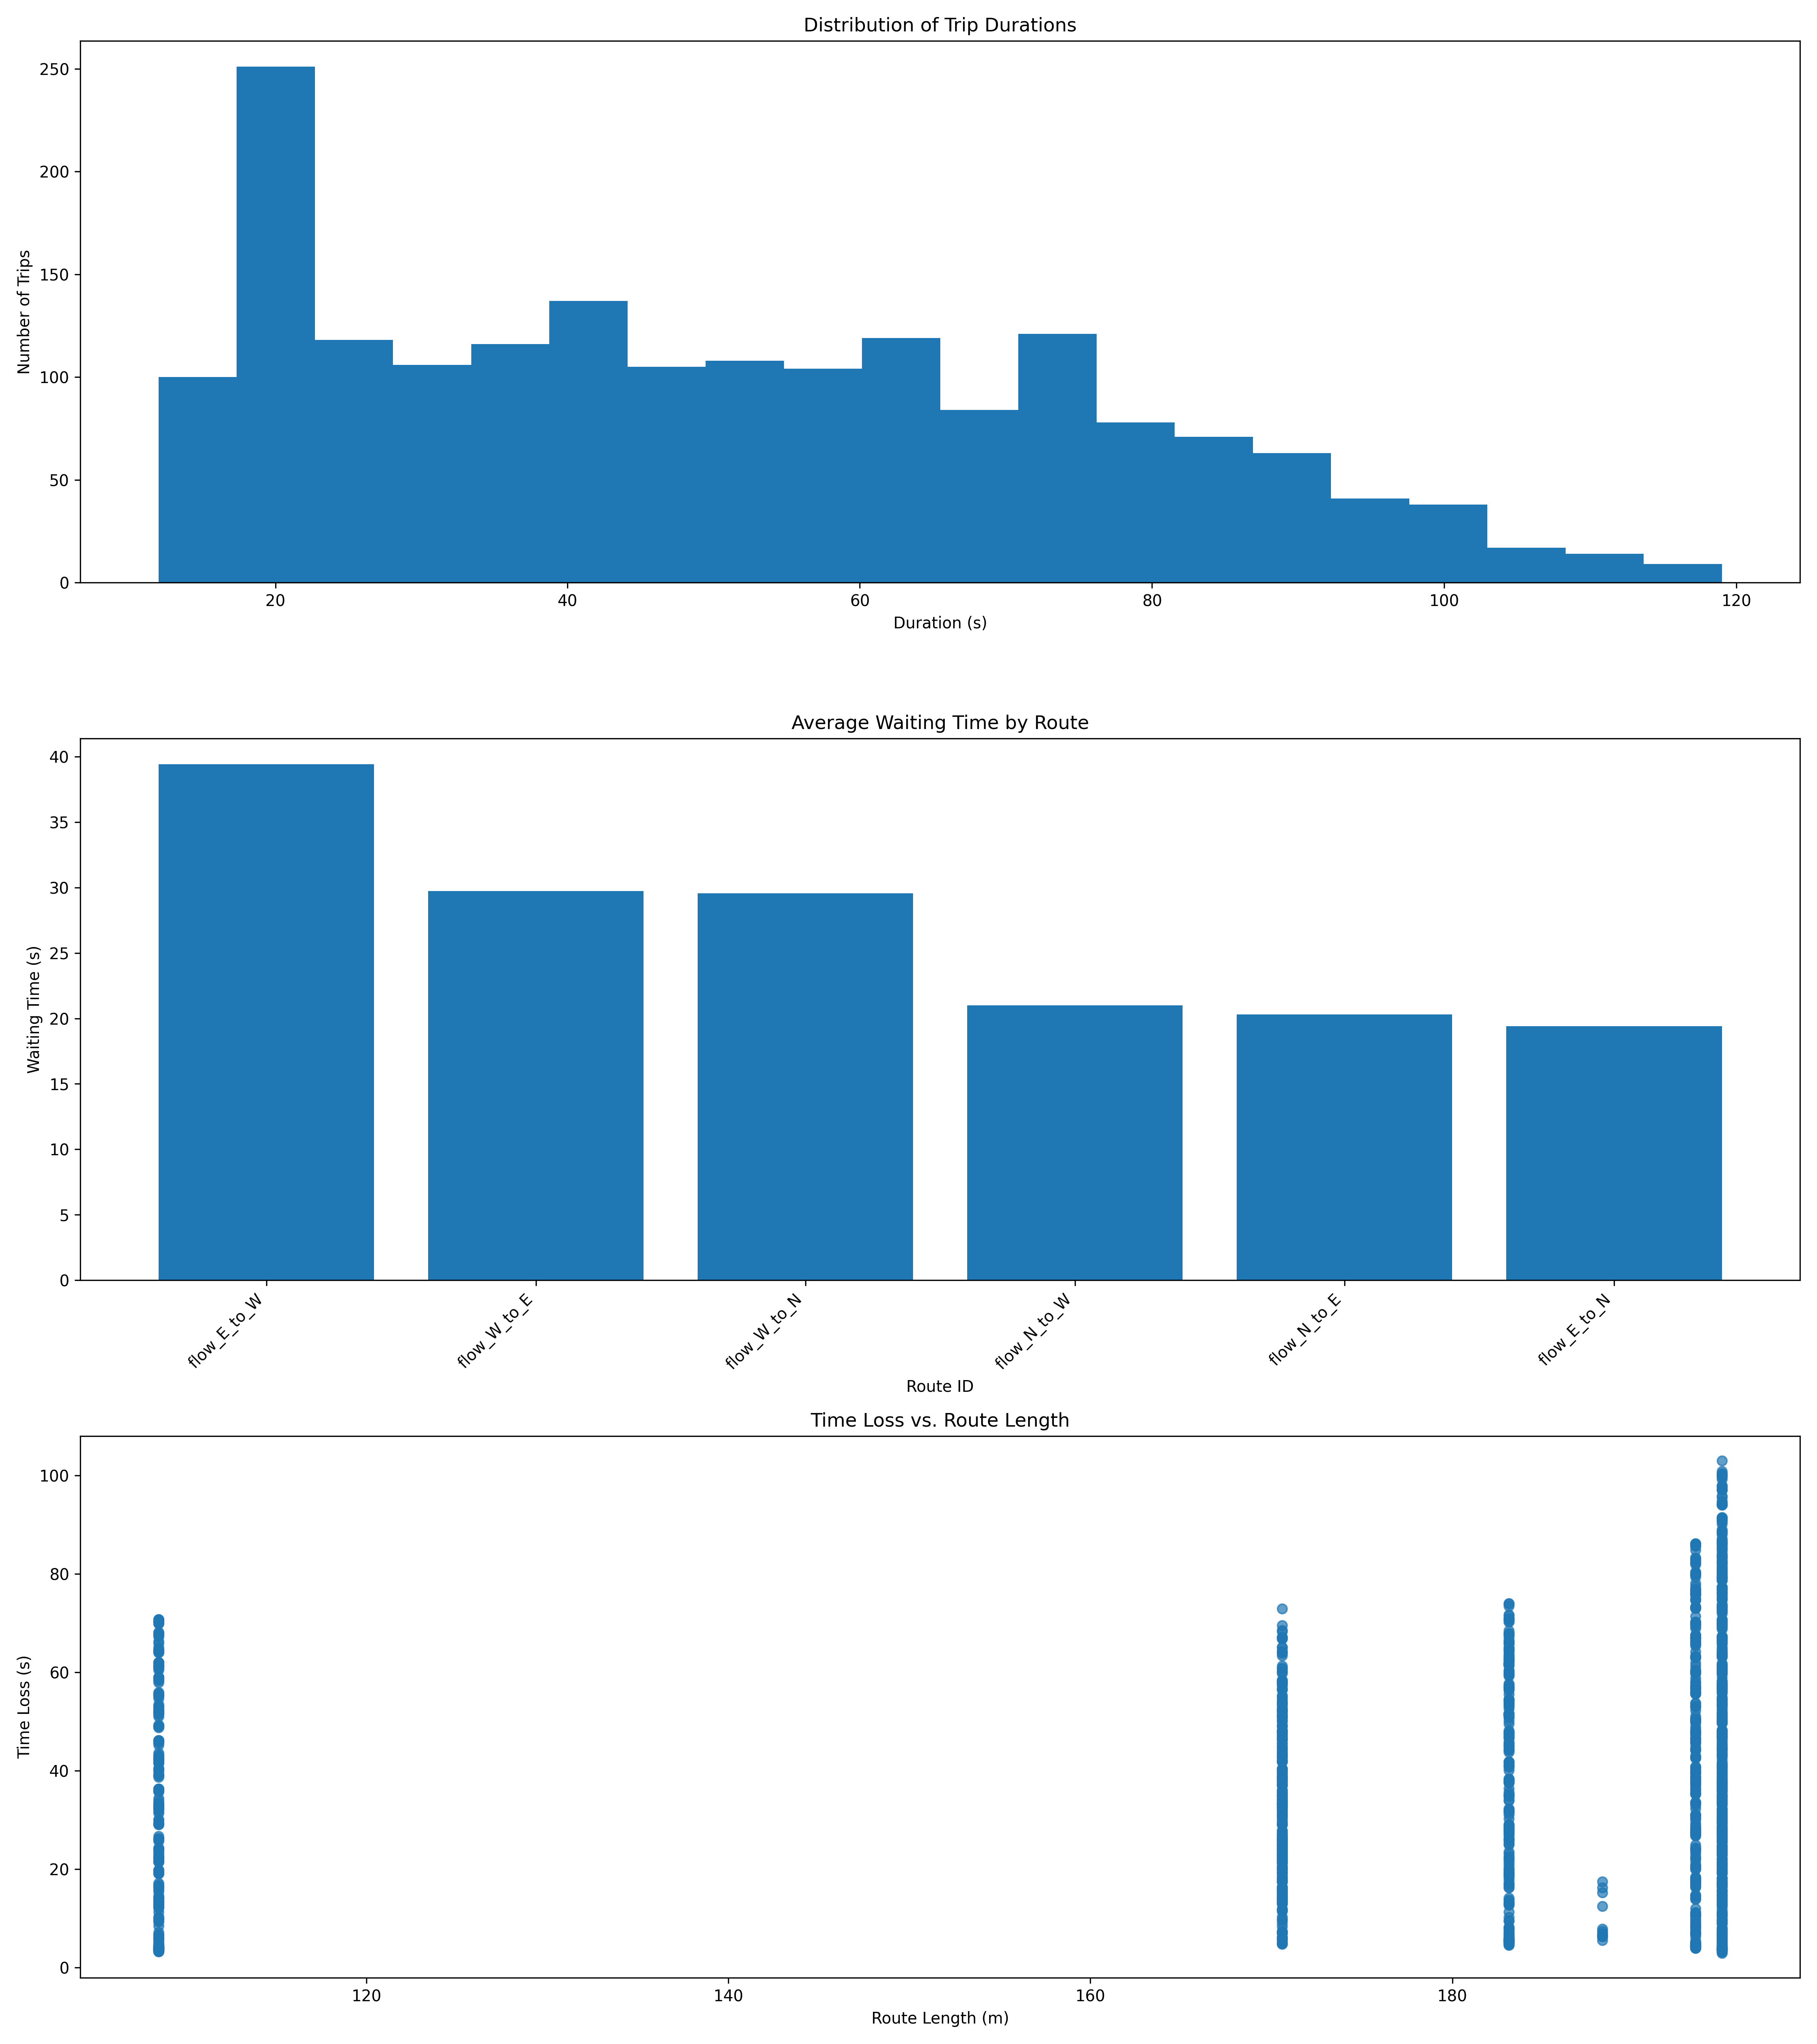 Distribution of Trip Durations
250
200
150
100
50
0
Number of Trips
20 40 60 80 100 120
Duration (s)
Average Waiting Time by Route
40
35
30
25
20
15
10
5
0
Waiting Time (s)
flow_E_to_W flow_W_to_E flow_W_to_N flow_N_to_W flow_N_to_E flow_E_to_N
Route ID
Time Loss vs. Route Length
100
80
60
40
20
0
Time Loss (s)
120 140 160 180
Route Length (m)